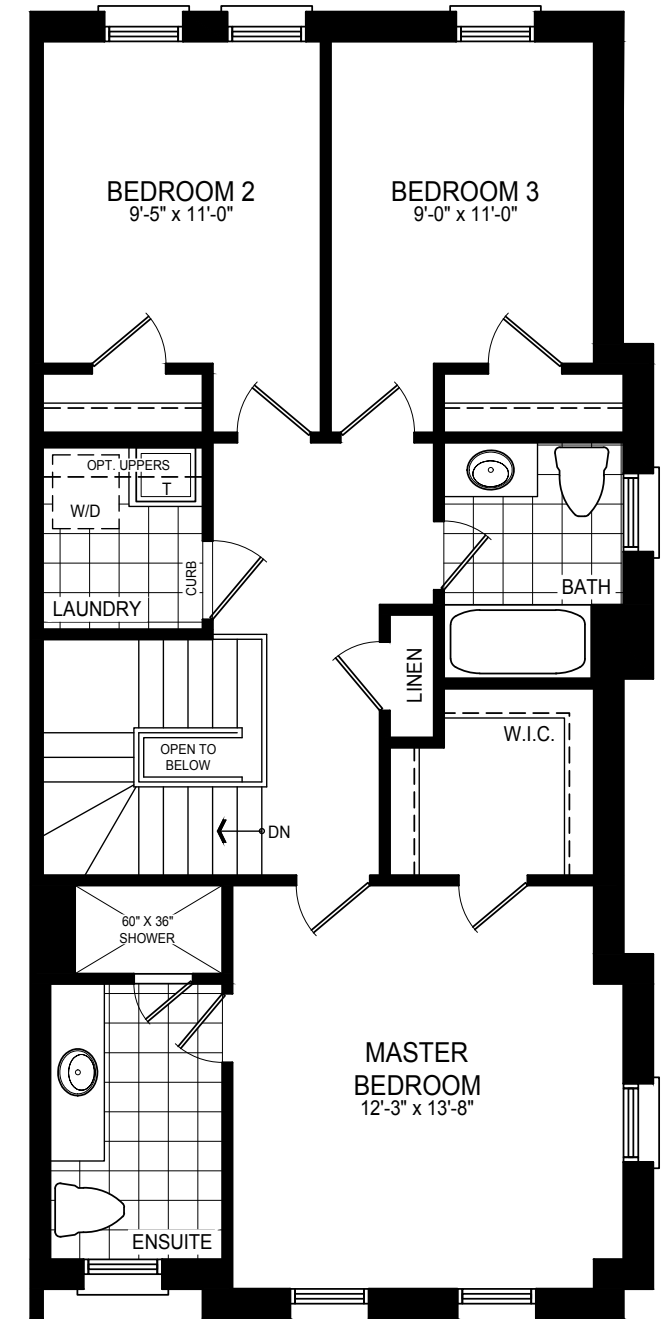 BEDROOM 2
9'-5" x 11'-0"
BEDROOM 3
9'-0" x 11'-0"
OPT. UPPERS
T
W/D
CURB
LAUNDRY
BATH
LINEN
W.I.C.
OPEN TO
BELOW
DN
60" X 36"
SHOWER
MASTER
BEDROOM
12'-3" x 13'-8"
ENSUITE